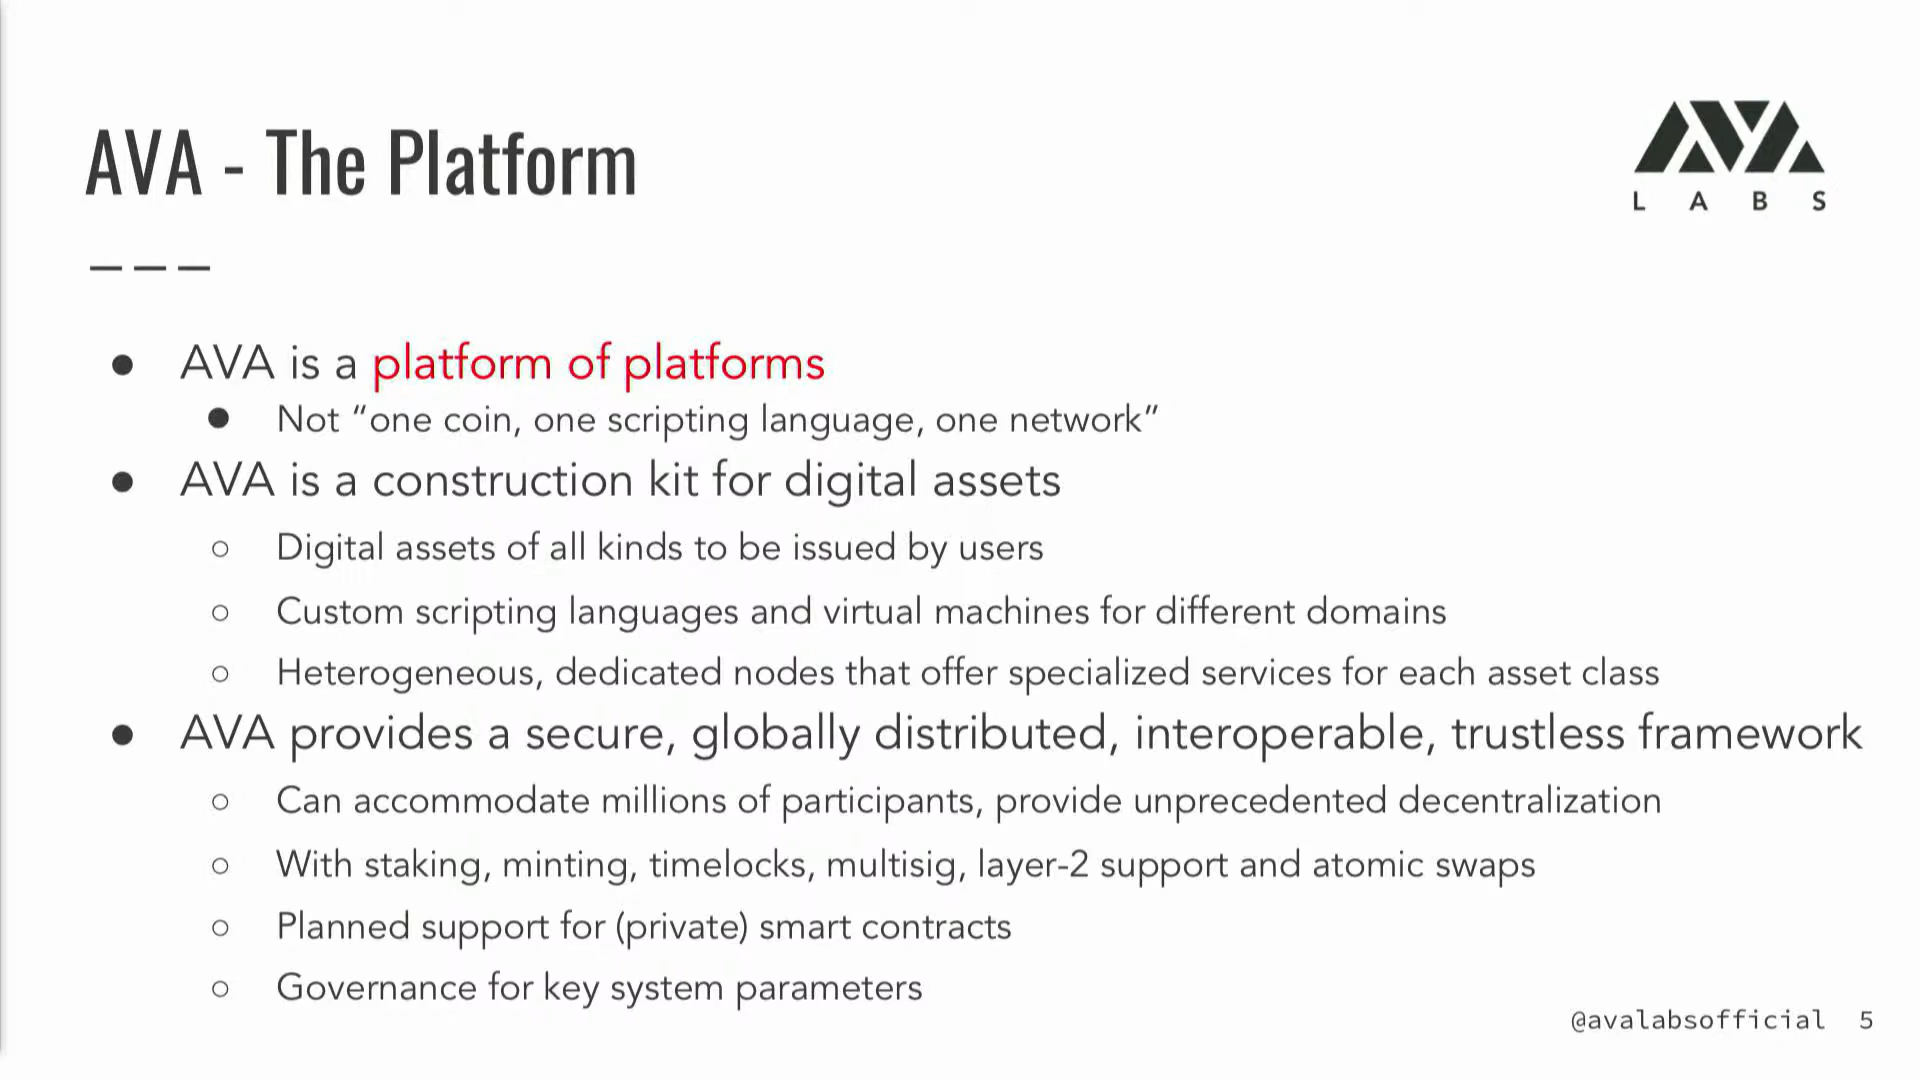 AVA - The Platform
AVA
LABS
● AVA is a platform of platforms
● Not “one coin, one scripting language, one network”
● AVA is a construction kit for digital assets
○ Digital assets of all kinds to be issued by users
○ Custom scripting languages and virtual machines for different domains
○ Heterogeneous, dedicated nodes that offer specialized services for each asset class
● AVA provides a secure, globally distributed, interoperable, trustless framework
○ Can accommodate millions of participants, provide unprecedented decentralization
○ With staking, minting, timelocks, multisig, layer-2 support and atomic swaps
○ Planned support for (private) smart contracts
○ Governance for key system parameters
@avalabsofficial 5